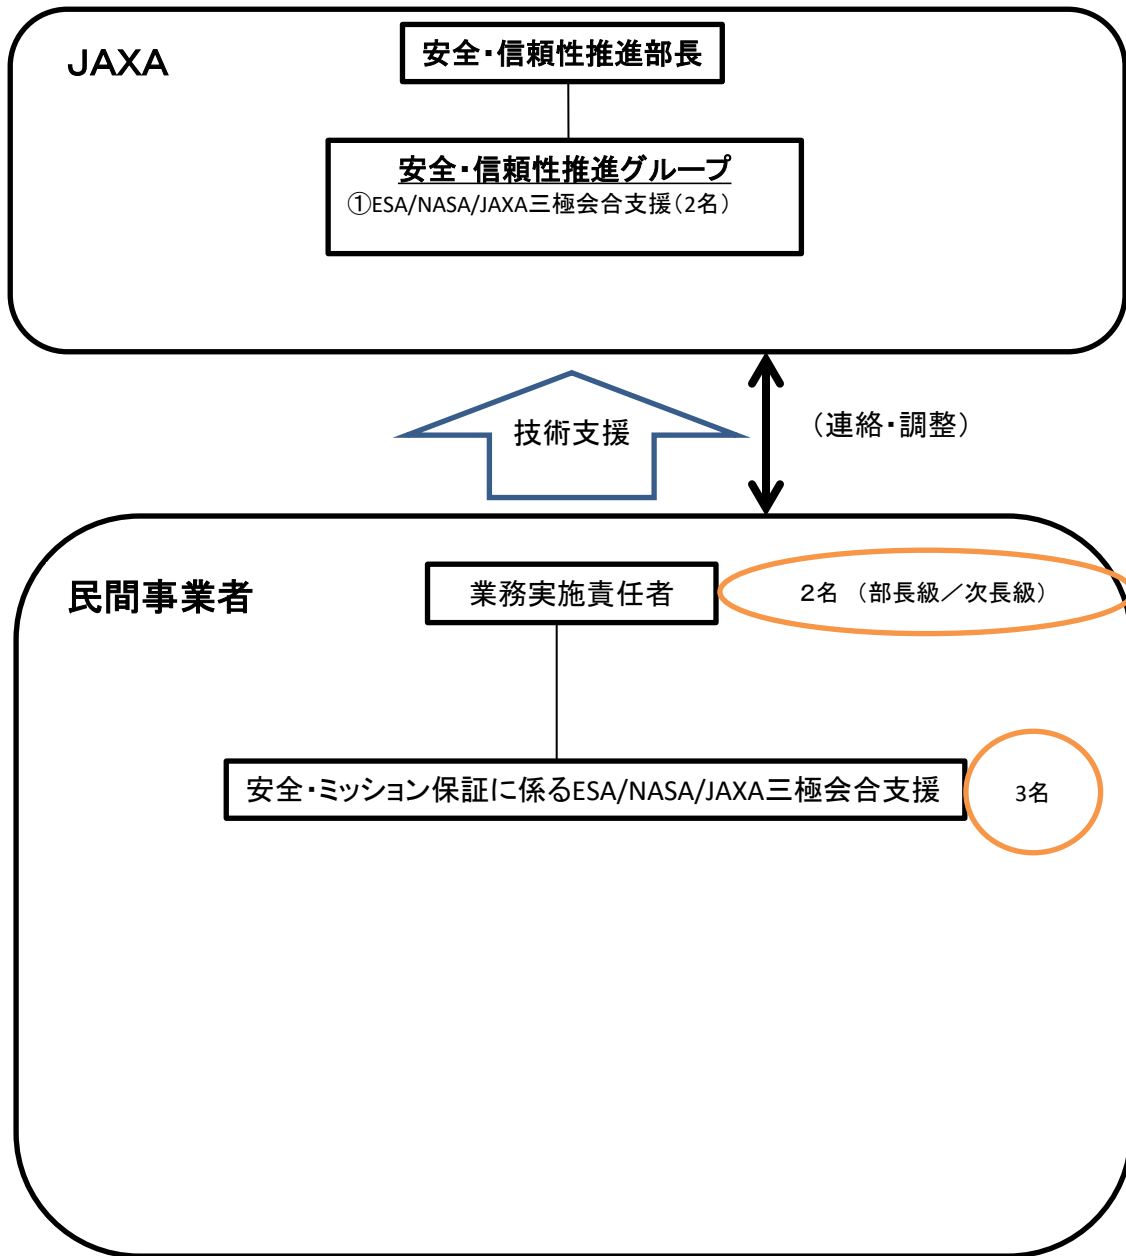 JAXA
安全・信頼性推進部長
安全・信頼性推進グループ
①ESA/NASA/JAXA三極会合支援(2名)
技術支援
(連絡・調整)
民間事業者
業務実施責任者
2名 (部長級／次長級)
安全・ミッション保証に係るESA/NASA/JAXA三極会合支援
3名